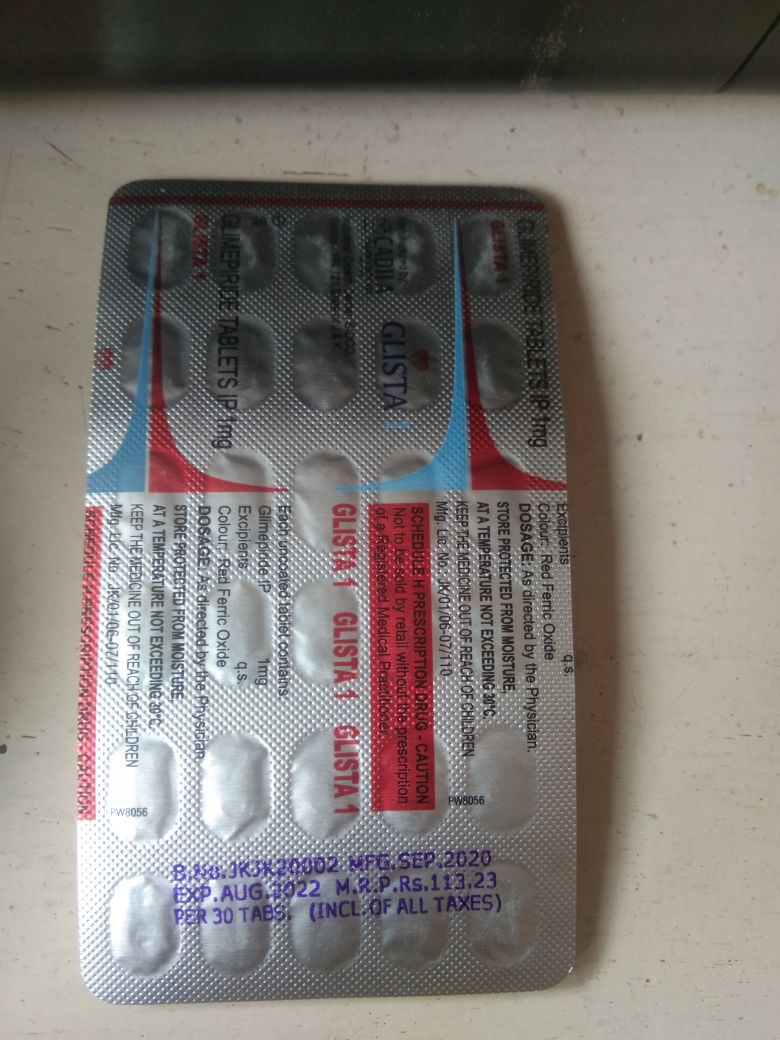 GLIMEPIRIDE TABLETS IP 1mg
GLISTA 1
CADILA
GLISTA 1
GLIMEPIRIDE TABLETS IP 1mg
GLISTA 1
Excipients q.s.
Colour: Red Ferric Oxide
DOSAGE: As directed by the Physician.
STORE PROTECTED FROM MOISTURE,
AT A TEMPERATURE NOT EXCEEDING 30°C.
KEEP THE MEDICINE OUT OF REACH OF CHILDREN
Mfg. Lic. No. JK/01/06-07/110
PW8056
SCHEDULE H PRESCRIPTION DRUG - CAUTION
Not to be sold by retail without the prescription
of a Registered Medical Practitioner.
GLISTA 1 GLISTA 1 GLISTA 1
Each uncoated tablet contains:
Glimepiride IP 1mg
Excipients q.s.
Colour: Red Ferric Oxide
DOSAGE: As directed by the Physician.
STORE PROTECTED FROM MOISTURE,
AT A TEMPERATURE NOT EXCEEDING 30°C.
KEEP THE MEDICINE OUT OF REACH OF CHILDREN
Mfg. Lic. No. JK/01/06-07/110
PW8056
B.No.JKJK20002 MFG.SEP.2020
EXP.AUG.2022 M.R.P.Rs.113.23
PER 30 TABS. (INCL.OF ALL TAXES)